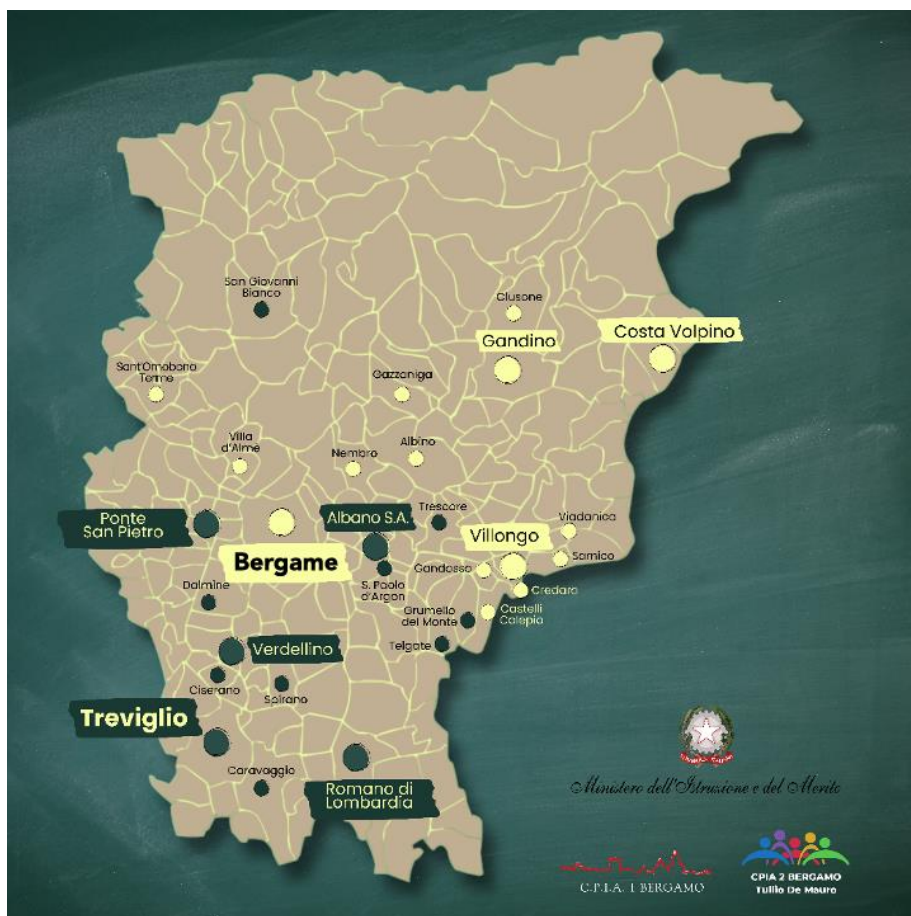 San Giovanni
Bianco
Clusone
Gandino
Costa Volpino
Sant'Omobono
Terme
Gazzaniga
Villa
d'Almè
Nembro
Albino
Ponte
San Pietro
Bergame
Albano S.A.
Trescore
Villongo
Viadanica
Sarnico
Gandosso
Credaro
S. Paolo
d'Argon
Dalmine
Grumello
del Monte
Castelli
Calepio
Telgate
Verdellino
Ciserano
Spirano
Treviglio
Caravaggio
Romano di
Lombardia
Ministero dell'Istruzione e del Merito
C.P.I.A. 1 BERGAMO
CPIA 2 BERGAMO
Tullio De Mauro